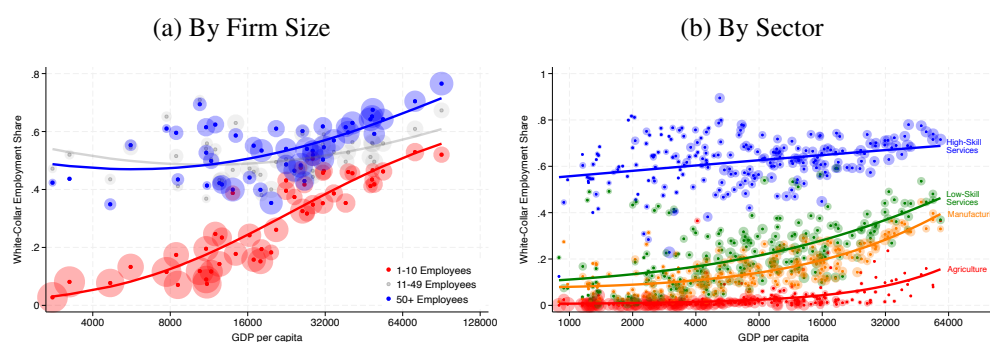 (a) By Firm Size
(b) By Sector
White-Collar Employment Share
.8
.6
.4
.2
0
4000 8000 16000 32000 64000 128000
GDP per capita
1-10 Employees
11-49 Employees
50+ Employees
White-Collar Employment Share
1
.8
.6
.4
.2
0
1000 2000 4000 8000 16000 32000 64000
GDP per capita
High-Skill
Services
Low-Skill
Services
Manufactur
Agriculture